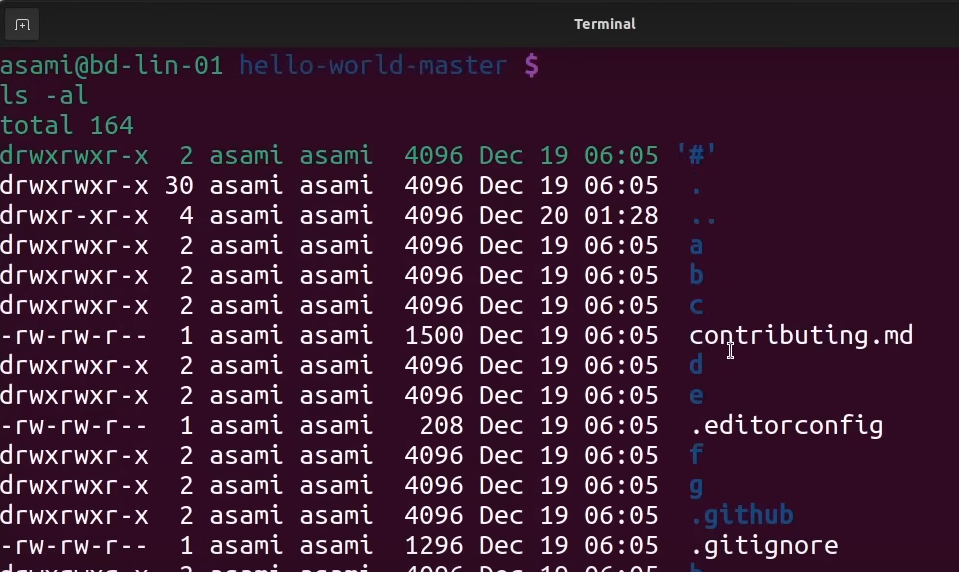 Terminal
asami@bd-lin-01 hello-world-master $
ls -al
total 164
drwxrwxr-x  2 asami asami  4096 Dec 19 06:05 '#'
drwxrwxr-x 30 asami asami  4096 Dec 19 06:05  .
drwxr-xr-x  4 asami asami  4096 Dec 20 01:28  ..
drwxrwxr-x  2 asami asami  4096 Dec 19 06:05  a
drwxrwxr-x  2 asami asami  4096 Dec 19 06:05  b
drwxrwxr-x  2 asami asami  4096 Dec 19 06:05  c
-rw-rw-r--  1 asami asami  1500 Dec 19 06:05  contributing.md
drwxrwxr-x  2 asami asami  4096 Dec 19 06:05  d
drwxrwxr-x  2 asami asami  4096 Dec 19 06:05  e
-rw-rw-r--  1 asami asami   208 Dec 19 06:05  .editorconfig
drwxrwxr-x  2 asami asami  4096 Dec 19 06:05  f
drwxrwxr-x  2 asami asami  4096 Dec 19 06:05  g
drwxrwxr-x  2 asami asami  4096 Dec 19 06:05  .github
-rw-rw-r--  1 asami asami  1296 Dec 19 06:05  .gitignore